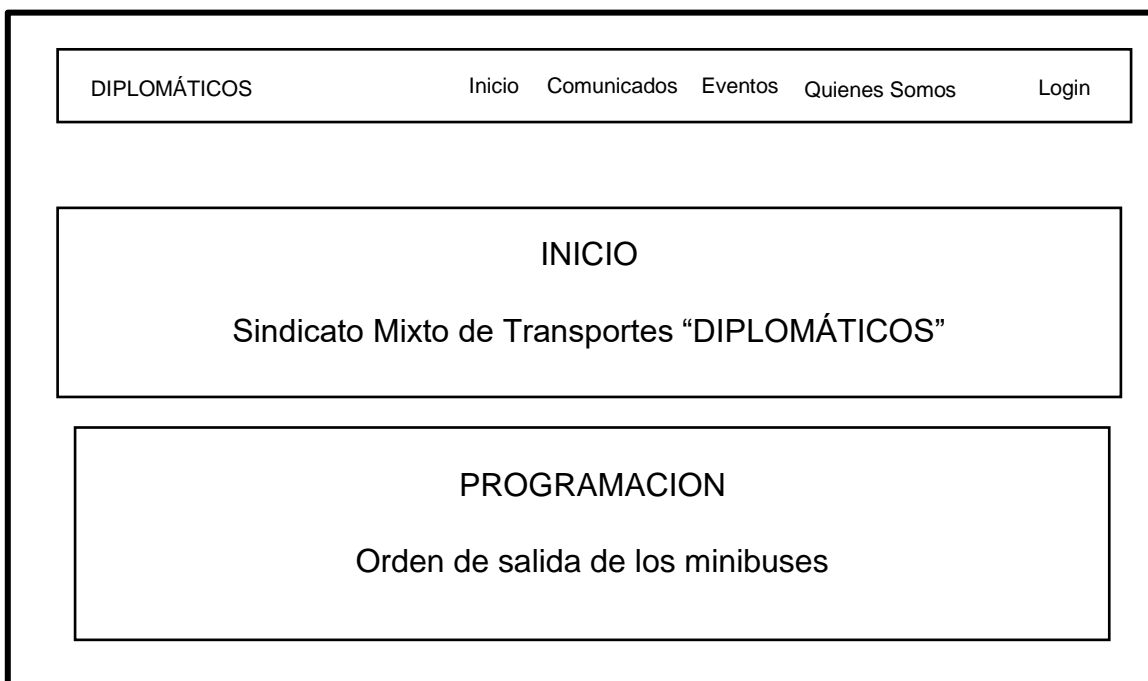 DIPLOMÁTICOS Inicio Comunicados Eventos Quienes Somos Login
INICIO
Sindicato Mixto de Transportes “DIPLOMÁTICOS”
PROGRAMACION
Orden de salida de los minibuses